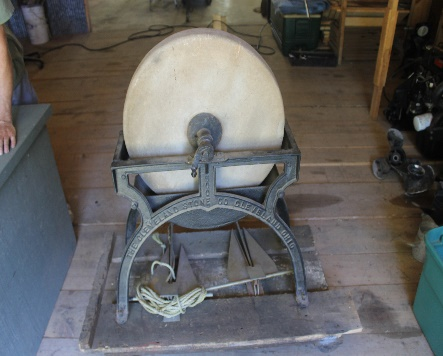 THE CLEVELAND STONE CO. CLEVELAND OHIO